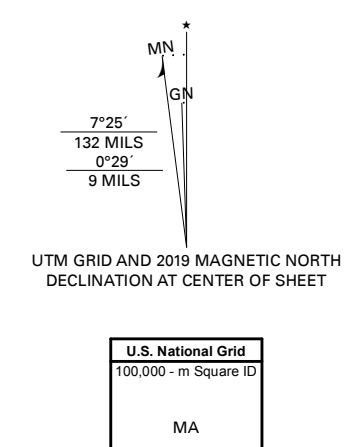 ★
MN
GN
7°25´
132 MILS
0°29´
9 MILS
UTM GRID AND 2019 MAGNETIC NORTH
DECLINATION AT CENTER OF SHEET
U.S. National Grid
100,000 - m Square ID
MA